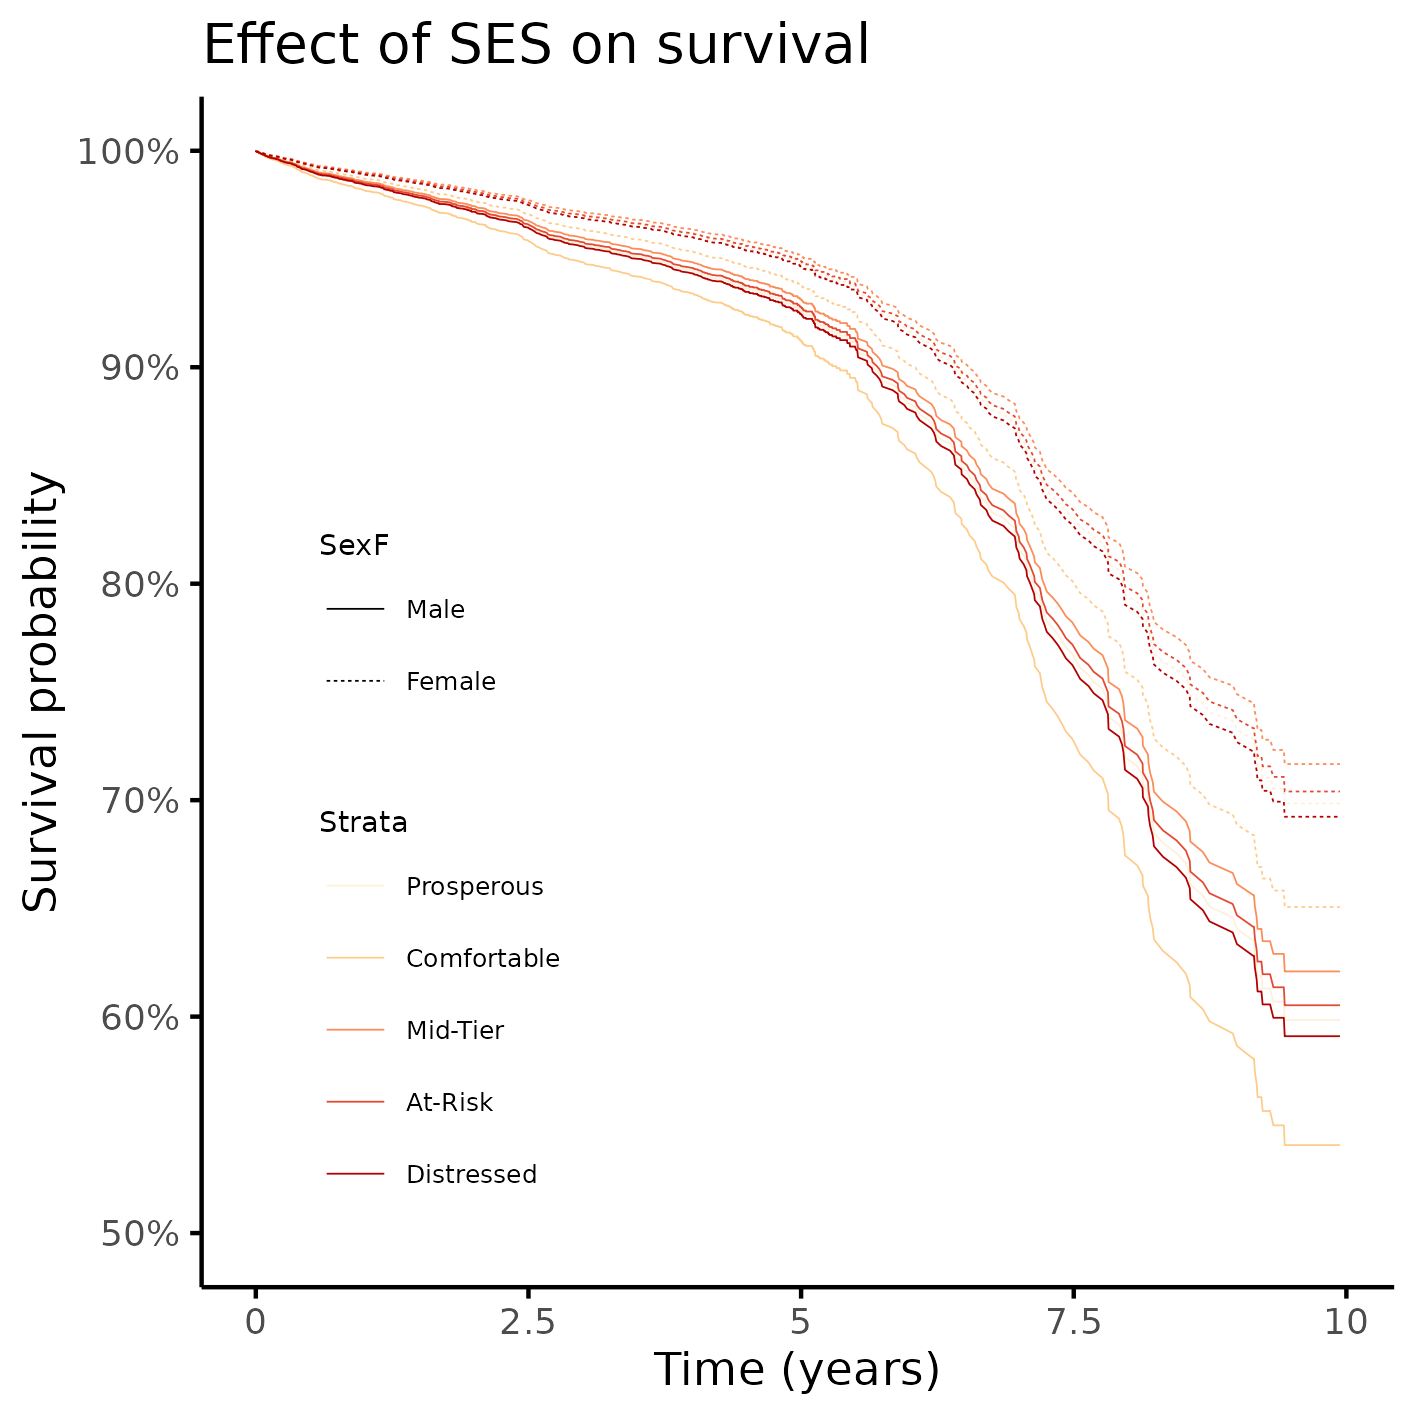 Effect of SES on survival
100%
90%
80%
70%
60%
50%
Survival probability
SexF
Male
Female
Strata
Prosperous
Comfortable
Mid-Tier
At-Risk
Distressed
0
2.5
5
7.5
10
Time (years)